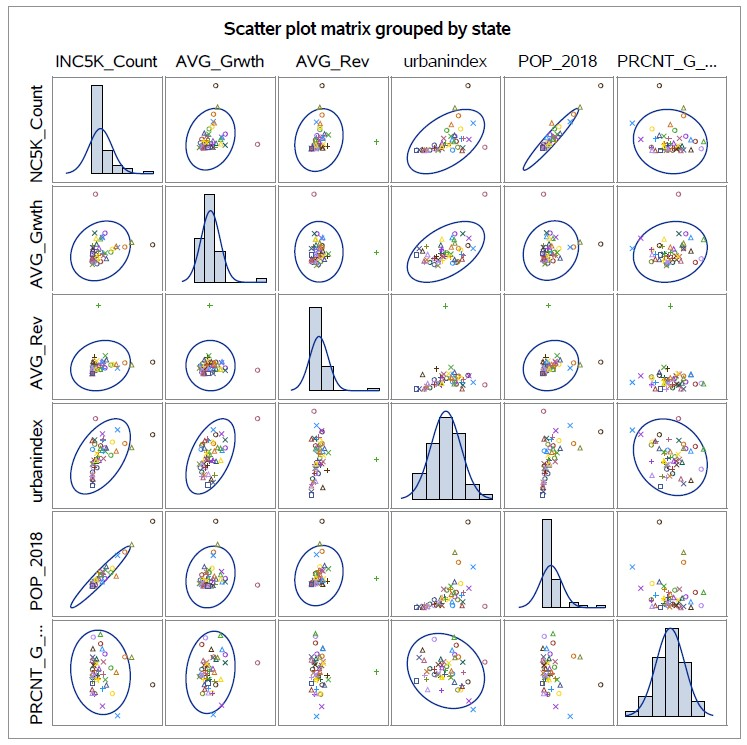 Scatter plot matrix grouped by state
INC5K_Count AVG_Grwth AVG_Rev urbanindex POP_2018 PRCNT_G_...
NC5K_Count
AVG_Grwth
AVG_Rev
urbanindex
POP_2018
PRCNT_G_...